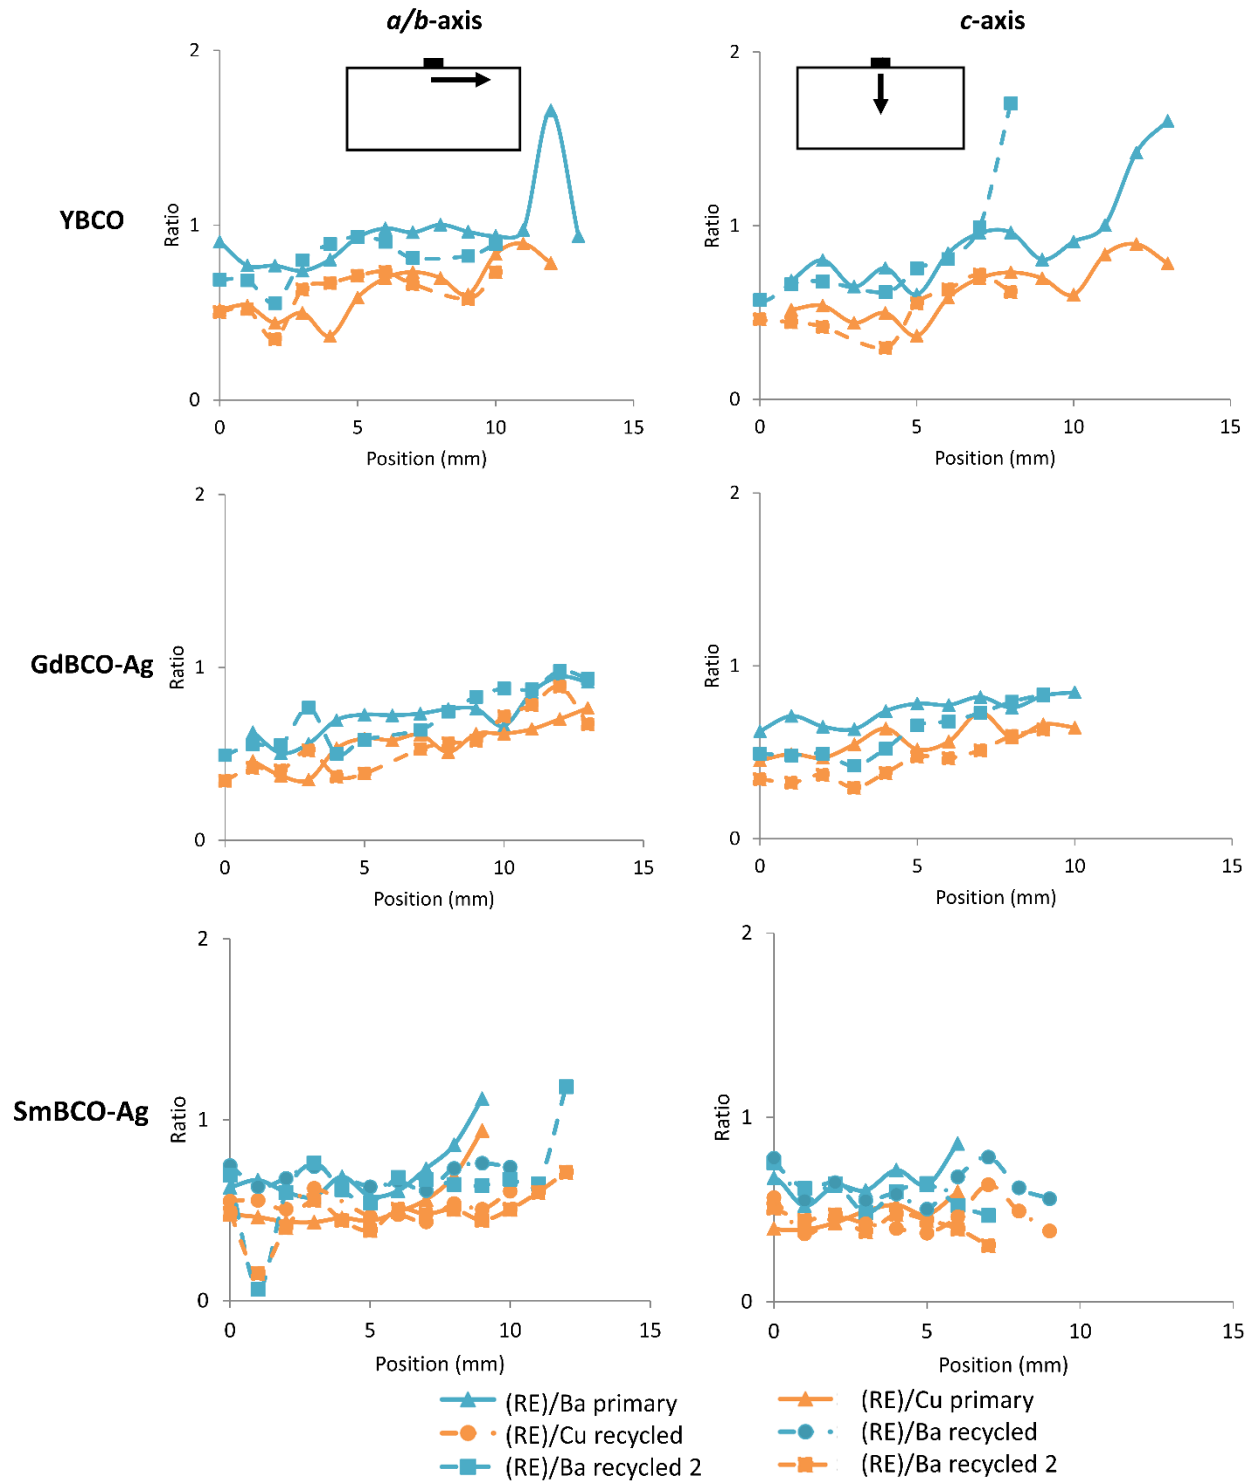 a/b-axis
c-axis
YBCO
2
1
0
Ratio
0 5 10 15
Position (mm)
2
1
0
Ratio
0 5 10 15
Position (mm)
GdBCO-Ag
2
1
0
Ratio
0 5 10 15
Position (mm)
2
1
0
Ratio
0 5 10 15
Position (mm)
SmBCO-Ag
2
1
0
Ratio
0 5 10 15
Position (mm)
2
1
0
Ratio
0 5 10 15
Position (mm)
(RE)/Ba primary
(RE)/Cu primary
(RE)/Cu recycled
(RE)/Ba recycled
(RE)/Ba recycled 2
(RE)/Ba recycled 2